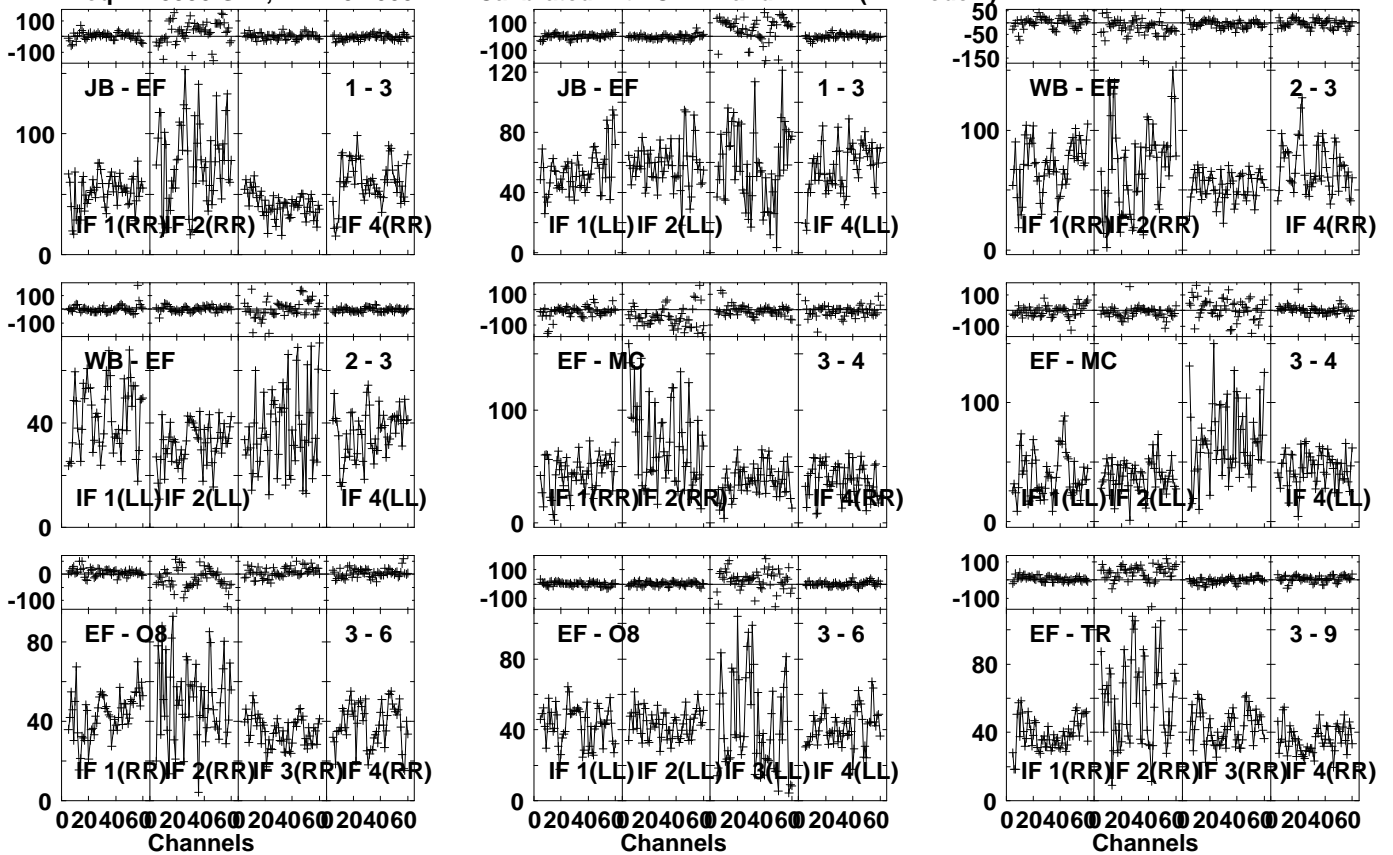 100
-100
JB - EF
1 - 3
100
IF 1(RR)
IF 2(RR)
IF 4(RR)
0
100
-100
120
JB - EF
1 - 3
80
40
IF 1(LL)
IF 2(LL)
IF 4(LL)
0
50
-50
-150
WB - EF
2 - 3
100
IF 1(RR)
IF 2(RR)
IF 4(RR)
0
100
-100
WB - EF
2 - 3
40
IF 1(LL)
IF 2(LL)
IF 4(LL)
0
100
-100
EF - MC
3 - 4
100
IF 1(RR)
IF 2(RR)
IF 4(RR)
0
100
-100
EF - MC
3 - 4
100
IF 1(LL)
IF 2(LL)
IF 4(LL)
0
0
-100
80
EF - O8
3 - 6
40
IF 1(RR)
IF 2(RR)
IF 3(RR)
IF 4(RR)
0
0 20 40 60 0 20 40 60 0 20 40 60 0 20 40 60
Channels
100
-100
EF - O8
3 - 6
80
40
IF 1(LL)
IF 2(LL)
IF 3(LL)
IF 4(LL)
0
0 20 40 60 0 20 40 60 0 20 40 60 0 20 40 60
Channels
100
-100
EF - TR
3 - 9
80
40
IF 1(RR)
IF 2(RR)
IF 3(RR)
IF 4(RR)
0
0 20 40 60 0 20 40 60 0 20 40 60 0 20 40 60
Channels